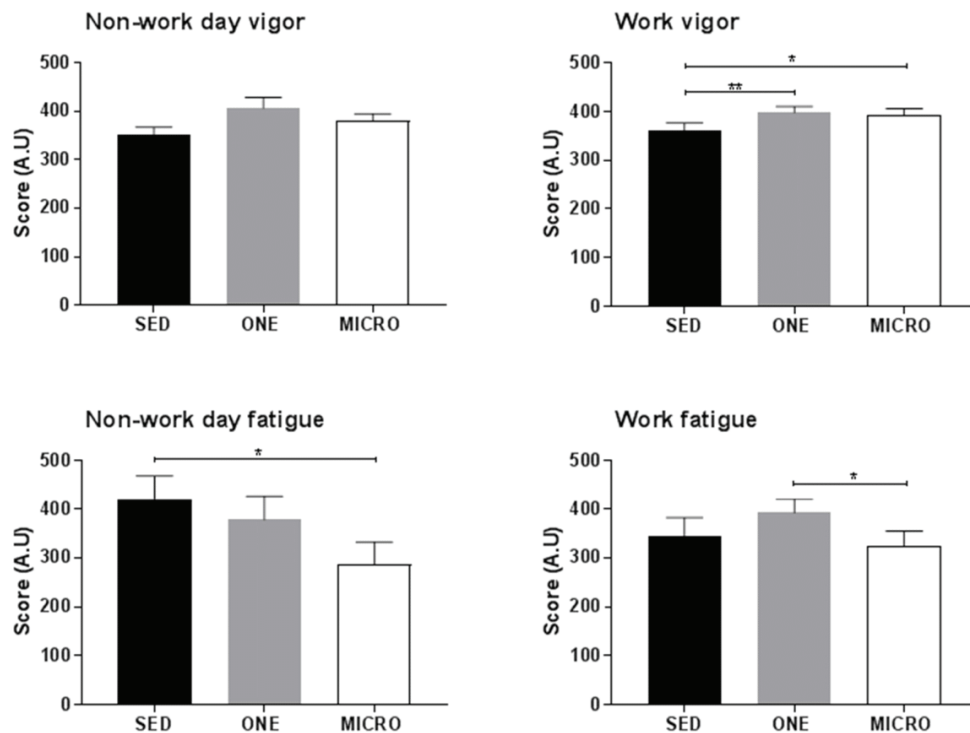 Non-work day vigor
Score (A.U)
500
400
300
200
100
0
SED ONE MICRO
Work vigor
Score (A.U)
500
400
300
200
100
0
*
**
SED ONE MICRO
Non-work day fatigue
Score (A.U)
500
400
300
200
100
0
*
SED ONE MICRO
Work fatigue
Score (A.U)
500
400
300
200
100
0
*
SED ONE MICRO